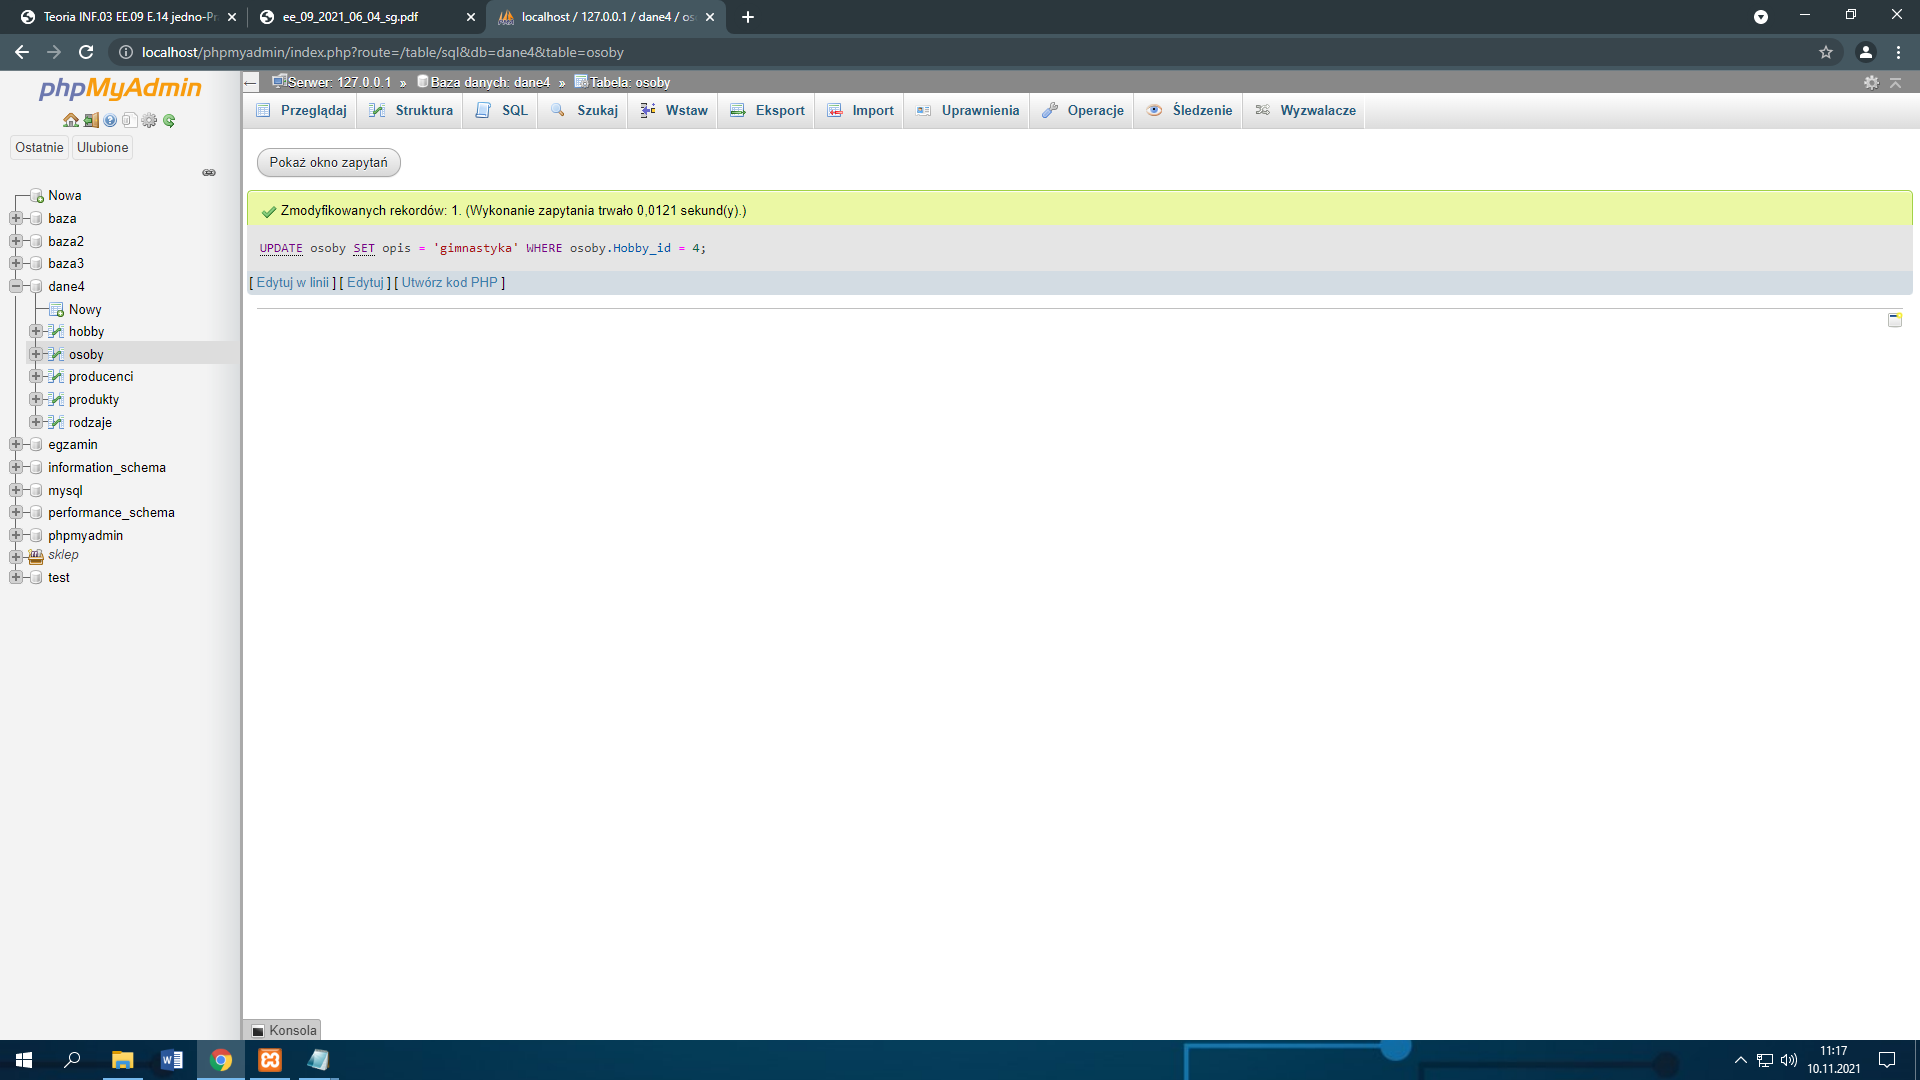 Teoria INF.03 EE.09 E.14 jedno-Pr
ee_09_2021_06_04_sg.pdf
localhost / 127.0.0.1 / dane4 / os
localhost/phpmyadmin/index.php?route=/table/sql&db=dane4&table=osoby
phpMyAdmin
Ostatnie
Ulubione
Nowa
baza
baza2
baza3
dane4
Nowy
hobby
osoby
producenci
produkty
rodzaje
egzamin
information_schema
mysql
performance_schema
phpmyadmin
sklep
test
Serwer: 127.0.0.1 » Baza danych: dane4 » Tabela: osoby
Przeglądaj
Struktura
SQL
Szukaj
Wstaw
Eksport
Import
Uprawnienia
Operacje
Śledzenie
Wyzwalacze
Pokaż okno zapytań
Zmodyfikowanych rekordów: 1. (Wykonanie zapytania trwało 0,0121 sekund(y).)
UPDATE osoby SET opis = 'gimnastyka' WHERE osoby.Hobby_id = 4;
[ Edytuj w linii ] [ Edytuj ] [ Utwórz kod PHP ]
Konsola
11:17
10.11.2021